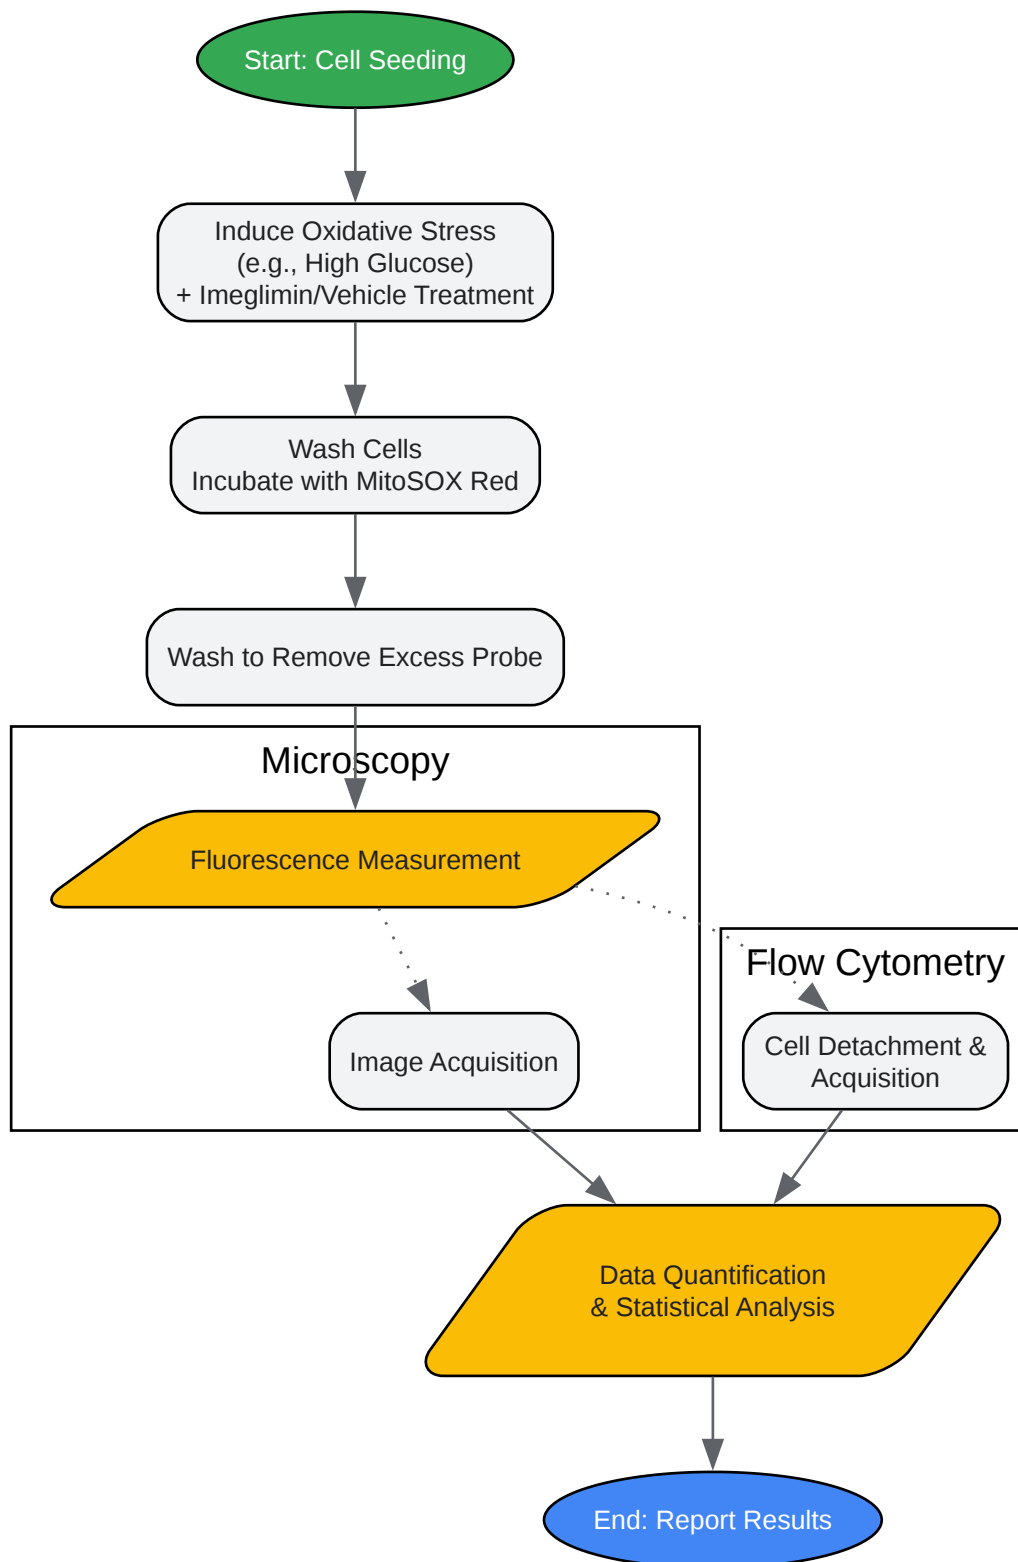 Start: Cell Seeding
Induce Oxidative Stress
(e.g., High Glucose)
+ Imeglimin/Vehicle Treatment
Wash Cells
Incubate with MitoSOX Red
Wash to Remove Excess Probe
Microscopy
Fluorescence Measurement
Flow Cytometry
Image Acquisition
Cell Detachment &
Acquisition
Data Quantification
& Statistical Analysis
End: Report Results